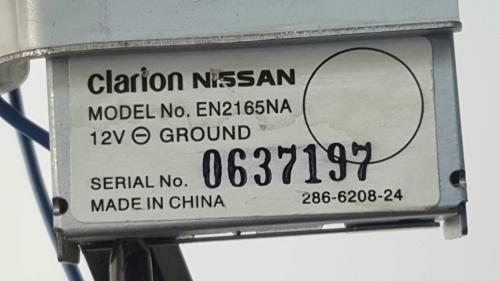 clarion NISSAN
MODEL No. EN2165NA
12V ⊖ GROUND
SERIAL No. 0637197
MADE IN CHINA 286-6208-24